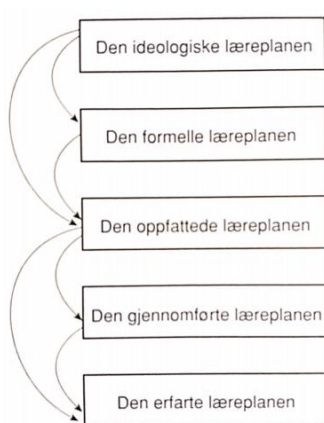 Den ideologiske læreplanen
Den formelle læreplanen
Den oppfattede læreplanen
Den gjennomførte læreplanen
Den erfarte læreplanen